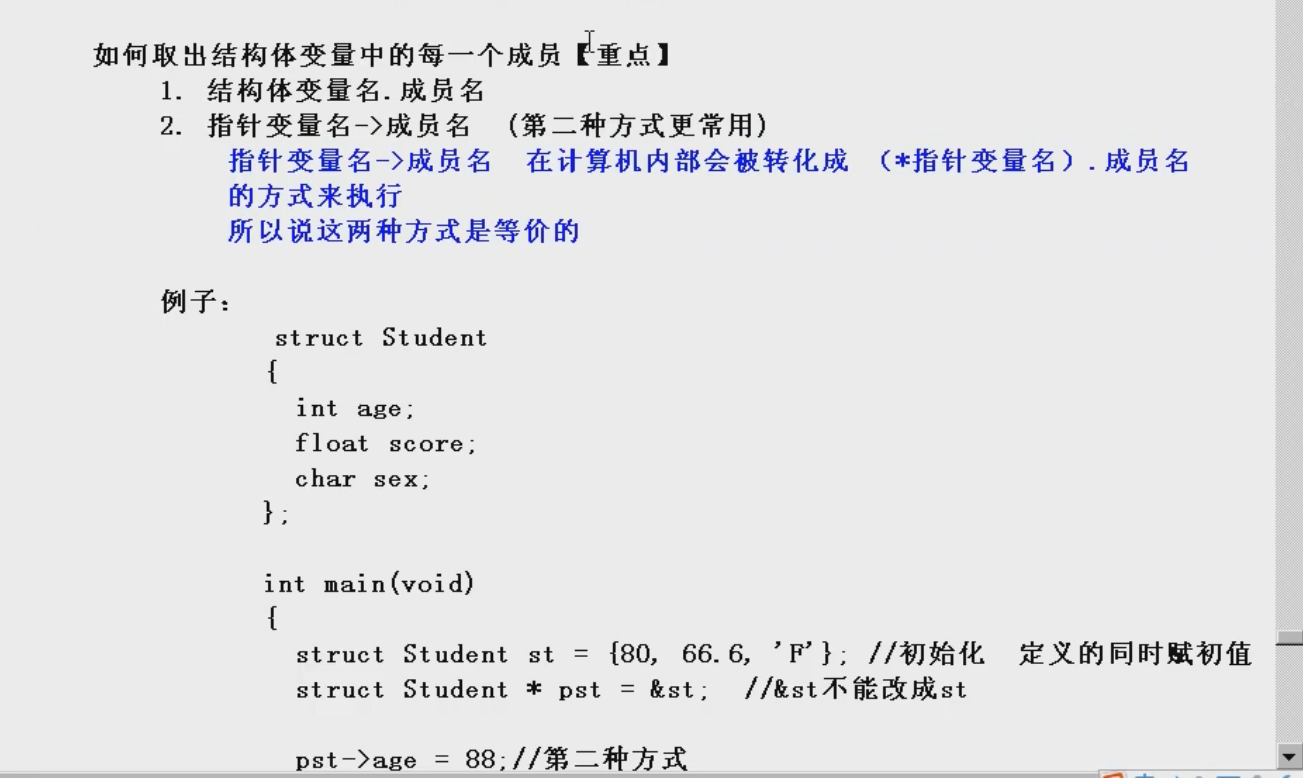 如何取出结构体变量中的每一个成员【重点】
1. 结构体变量名.成员名
2. 指针变量名->成员名 (第二种方式更常用)
指针变量名->成员名 在计算机内部会被转化成 （*指针变量名）.成员名
的方式来执行
所以说这两种方式是等价的
例子：
struct Student
{
int age;
float score;
char sex;
};
int main(void)
{
struct Student st = {80, 66.6, 'F'}; //初始化 定义的同时赋初值
struct Student * pst = &st; //&st不能改成st
pst->age = 88;//第二种方式